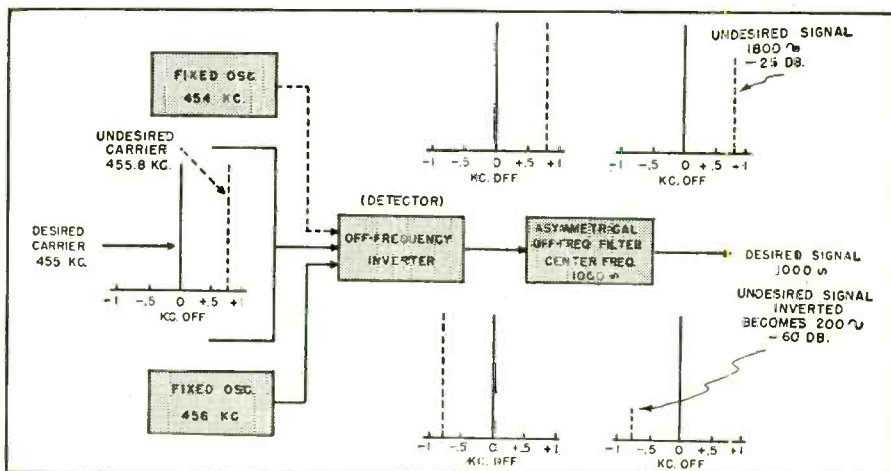 FIXED OSC.
454 KC.
UNDESIRED
CARRIER
455.8 KC.
DESIRED
CARRIER
455 KC.
-1 -.5 0 +.5 +1
KC. OFF
FIXED OSC.
456 KC
(DETECTOR)
OFF-FREQUENCY
INVERTER
ASYMMETRICAL
OFF-FREQ. FILTER
CENTER FREQ.
1000 ∿
-1 0 +.5 +1
KC. OFF
-1 0 +.5 +1
KC. OFF
UNDESIRED SIGNAL
1800 ∿
-25 DB.
DESIRED SIGNAL
1000 ∿
UNDESIRED SIGNAL
INVERTED
BECOMES 200 ∿
-60 DB.
-1 -.5 0 +.5 +1
KC. OFF
-1 -.5 0 +.5 +1
KC. OFF